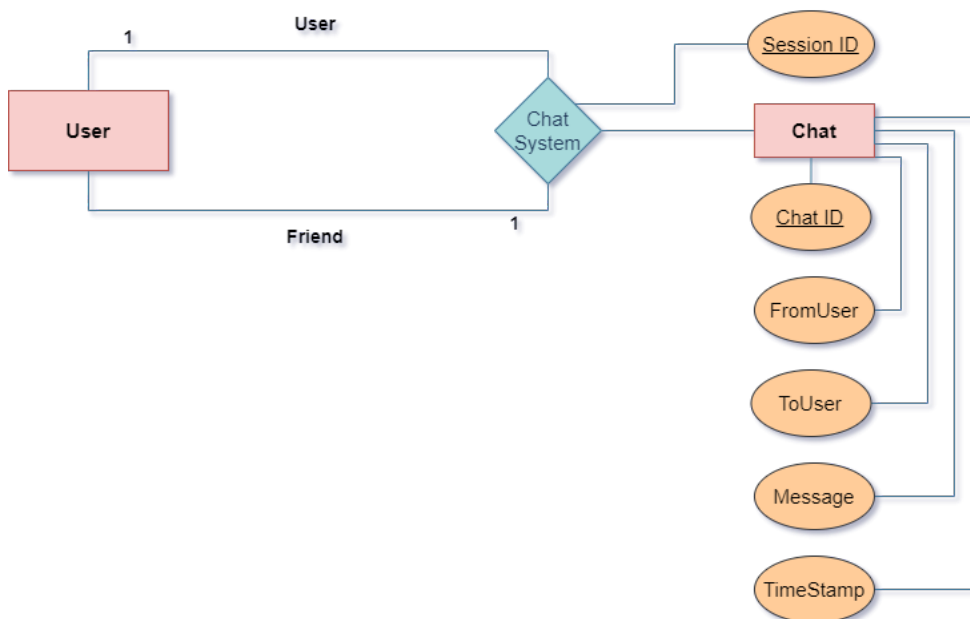 User
1
Session ID
User
Chat
System
Chat
1
Friend
Chat ID
FromUser
ToUser
Message
TimeStamp